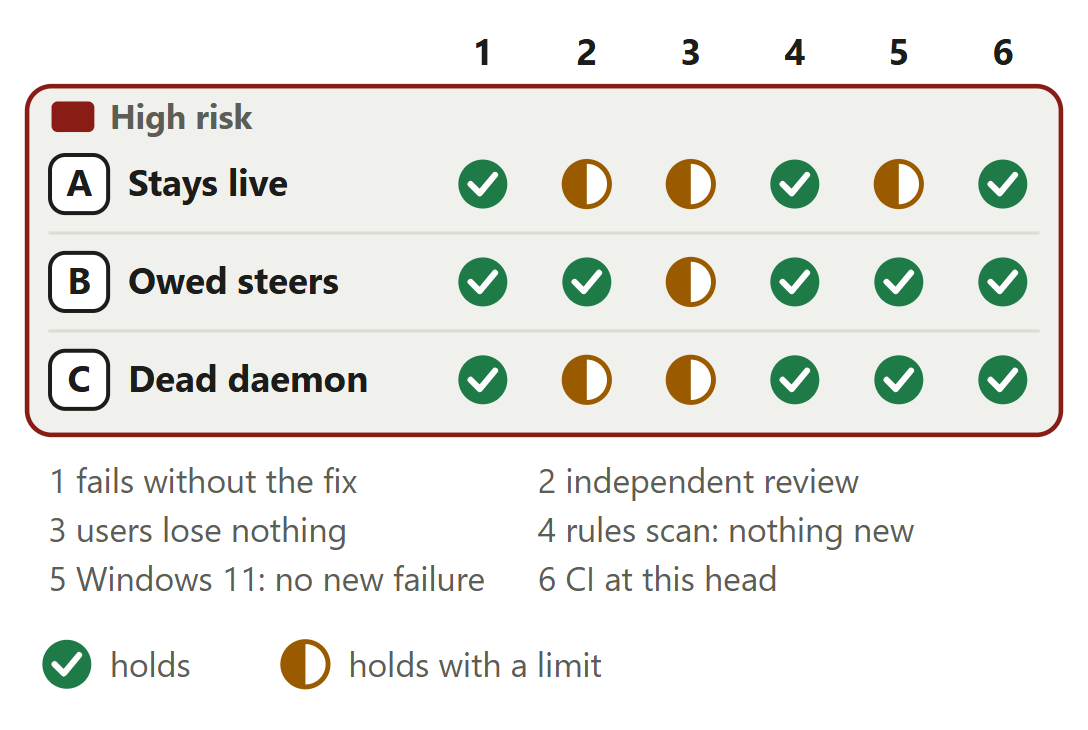 1 2 3 4 5 6
High risk
A Stays live
B Owed steers
C Dead daemon
1 fails without the fix 2 independent review
3 users lose nothing 4 rules scan: nothing new
5 Windows 11: no new failure 6 CI at this head
holds holds with a limit